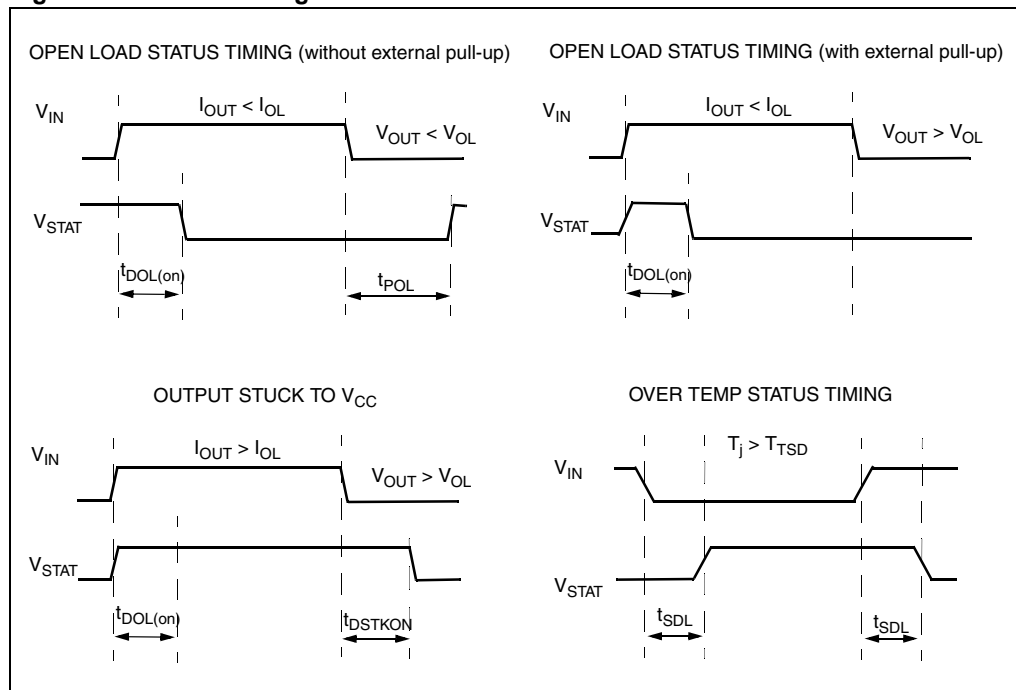 OPEN LOAD STATUS TIMING (without external pull-up)
V_IN
I_OUT < I_OL
V_OUT < V_OL
V_STAT
t_DOL(on)
t_POL
OPEN LOAD STATUS TIMING (with external pull-up)
V_IN
I_OUT < I_OL
V_OUT > V_OL
V_STAT
t_DOL(on)
OUTPUT STUCK TO V_CC
V_IN
I_OUT > I_OL
V_OUT > V_OL
V_STAT
t_DOL(on)
t_DSTKON
OVER TEMP STATUS TIMING
V_IN
T_j > T_TSD
V_STAT
t_SDL
t_SDL